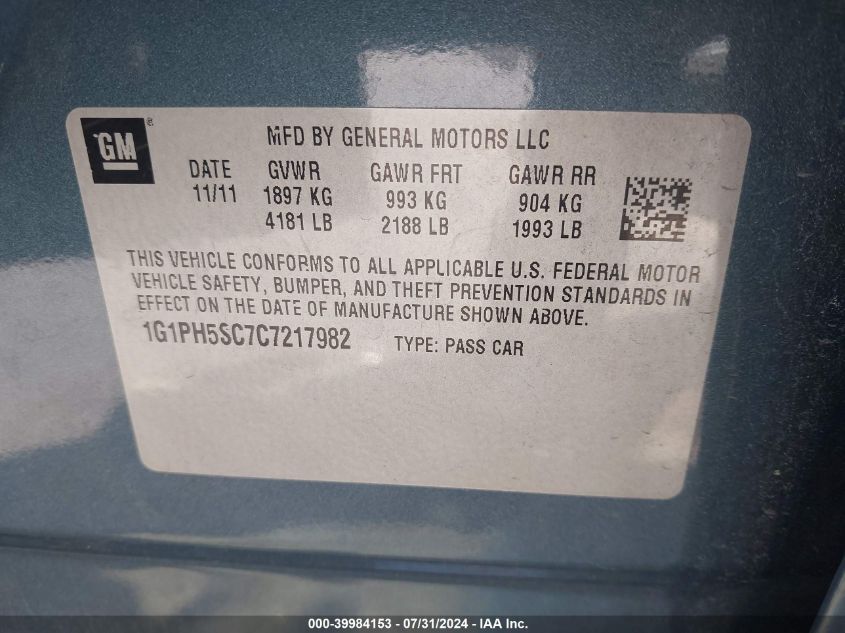 GM®
MFD BY GENERAL MOTORS LLC
DATE GVWR GAWR FRT GAWR RR
11/11 1897 KG 993 KG 904 KG
4181 LB 2188 LB 1993 LB
THIS VEHICLE CONFORMS TO ALL APPLICABLE U.S. FEDERAL MOTOR
VEHICLE SAFETY, BUMPER, AND THEFT PREVENTION STANDARDS IN
EFFECT ON THE DATE OF MANUFACTURE SHOWN ABOVE.
1G1PH5SC7C7217982 TYPE: PASS CAR
000-39984153 - 07/31/2024 - IAA Inc.